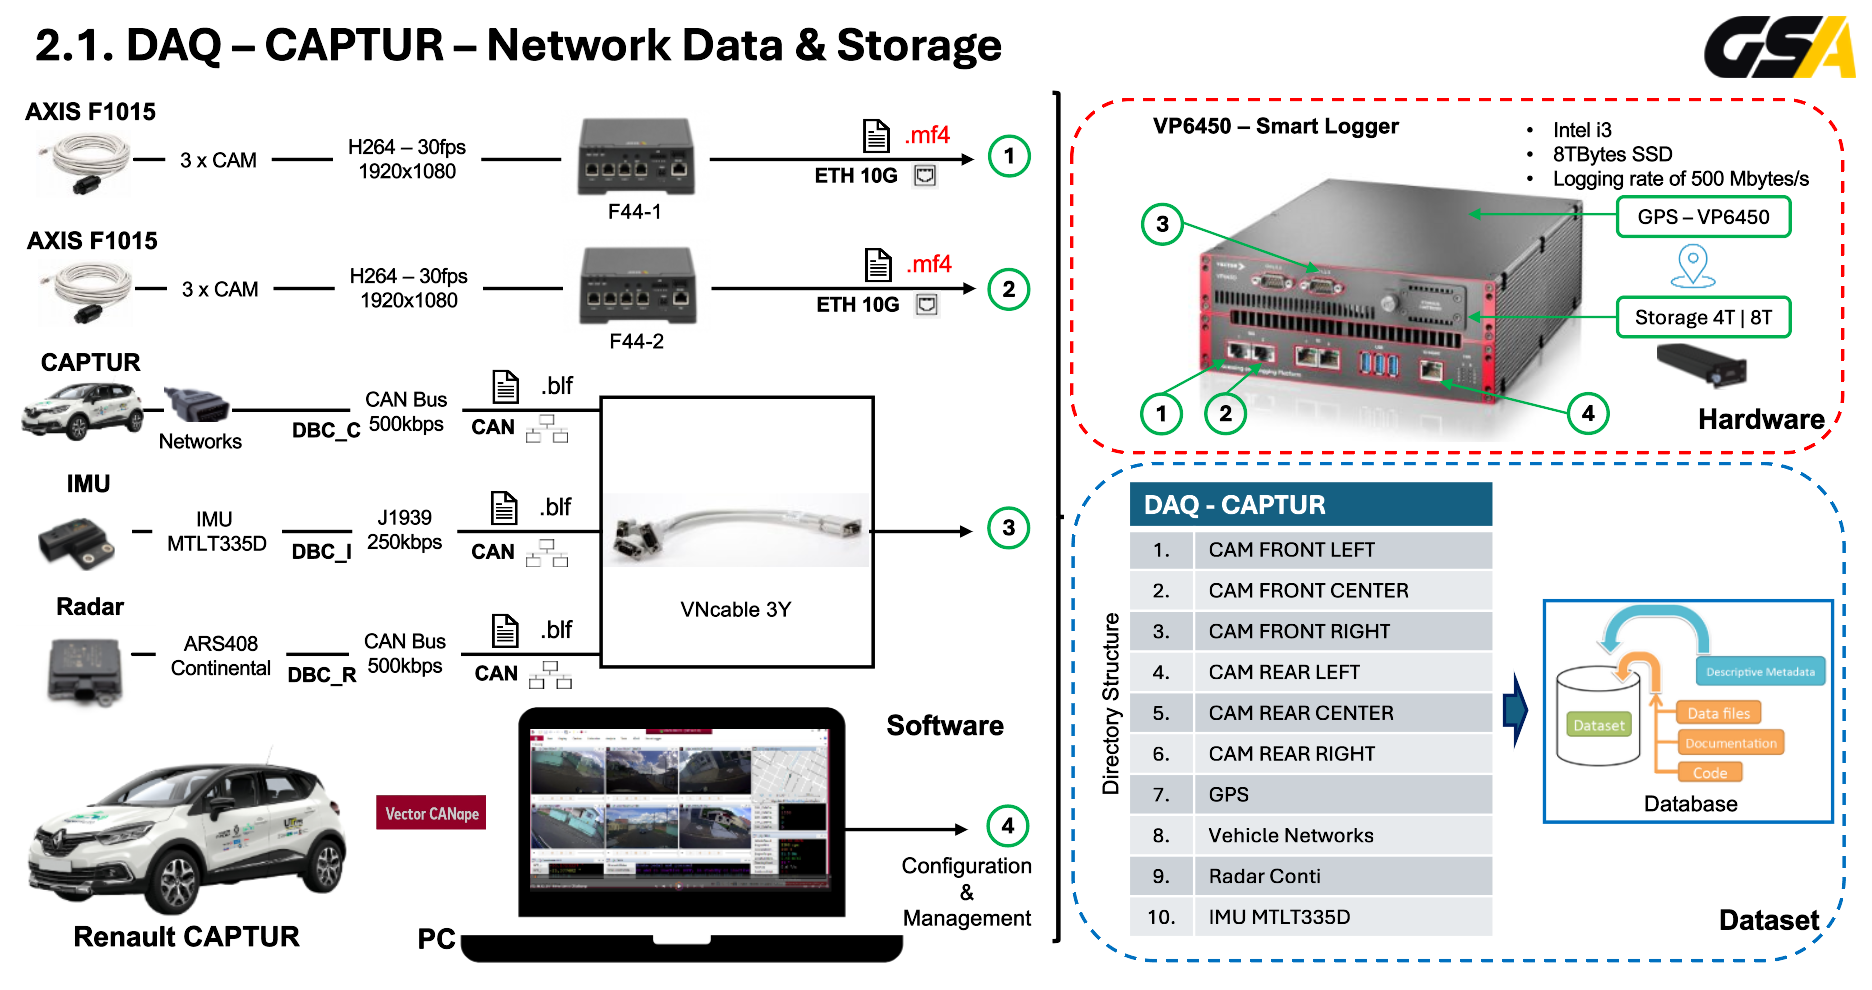 2.1. DAQ – CAPTUR – Network Data & Storage
GSA
AXIS F1015
3 x CAM
H264 – 30fps
1920x1080
F44-1
.mf4
ETH 10G
1
AXIS F1015
3 x CAM
H264 – 30fps
1920x1080
F44-2
.mf4
ETH 10G
2
CAPTUR
Networks
DBC_C
CAN Bus
500kbps
.blf
CAN
IMU
IMU
MTLT335D
DBC_I
J1939
250kbps
.blf
CAN
VNcable 3Y
3
Radar
ARS408
Continental
DBC_R
CAN Bus
500kbps
.blf
CAN
Software
Vector CANape
4
Configuration
&
Management
Renault CAPTUR
PC
VP6450 – Smart Logger
• Intel i3
• 8TBytes SSD
• Logging rate of 500 Mbytes/s
3
GPS – VP6450
Storage 4T | 8T
VECTOR
VP6450
1
2
4
Hardware
Directory Structure
DAQ - CAPTUR
1. CAM FRONT LEFT
2. CAM FRONT CENTER
3. CAM FRONT RIGHT
4. CAM REAR LEFT
5. CAM REAR CENTER
6. CAM REAR RIGHT
7. GPS
8. Vehicle Networks
9. Radar Conti
10. IMU MTLT335D
Descriptive Metadata
Dataset
Data files
Documentation
Code
Database
Dataset